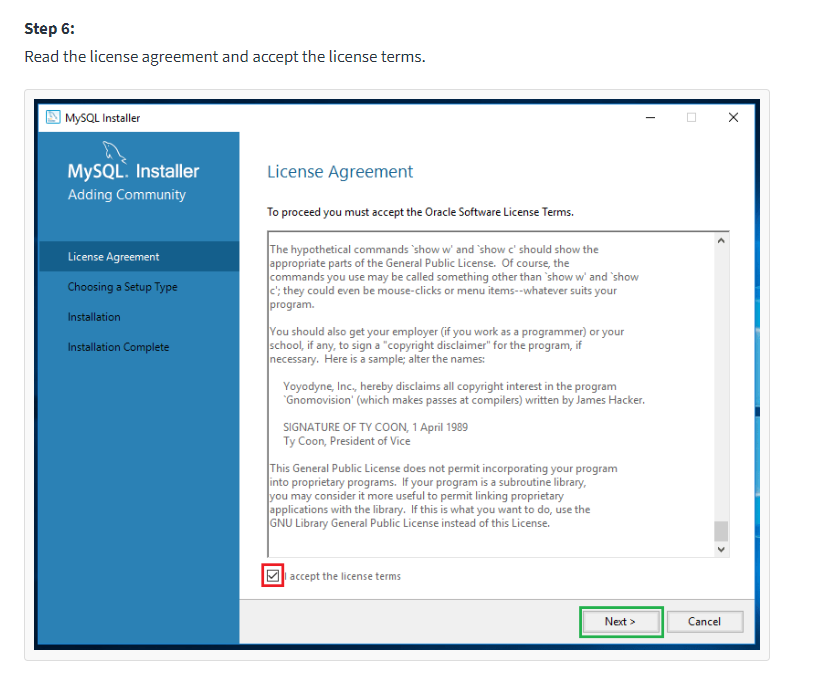 Step 6:
Read the license agreement and accept the license terms.
MySQL Installer
MySQL. Installer
Adding Community
License Agreement
Choosing a Setup Type
Installation
Installation Complete
License Agreement
To proceed you must accept the Oracle Software License Terms.
The hypothetical commands `show w' and `show c' should show the
appropriate parts of the General Public License.  Of course, the
commands you use may be called something other than `show w' and `show
c'; they could even be mouse-clicks or menu items--whatever suits your
program.
You should also get your employer (if you work as a programmer) or your
school, if any, to sign a "copyright disclaimer" for the program, if
necessary.  Here is a sample; alter the names:
Yoyodyne, Inc., hereby disclaims all copyright interest in the program
`Gnomovision' (which makes passes at compilers) written by James Hacker.
SIGNATURE OF TY COON, 1 April 1989
Ty Coon, President of Vice
This General Public License does not permit incorporating your program
into proprietary programs.  If your program is a subroutine library,
you may consider it more useful to permit linking proprietary
applications with the library.  If this is what you want to do, use the
GNU Library General Public License instead of this License.
I accept the license terms
Next >
Cancel